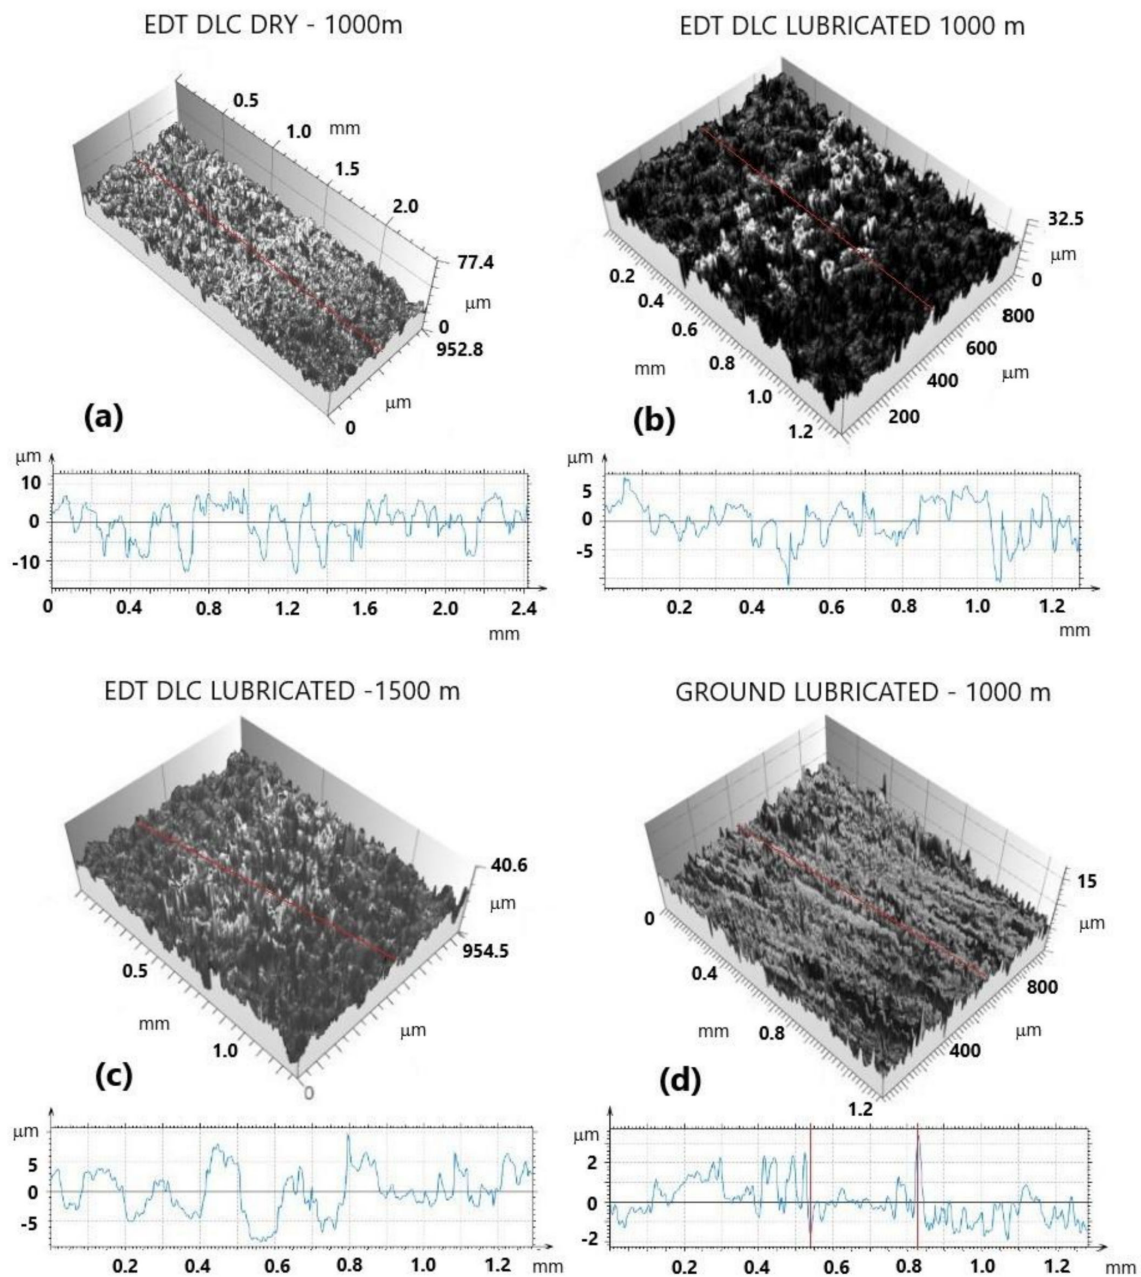 EDT DLC DRY - 1000m
0.5
1.0 mm
1.5
2.0
77.4
μm
0
952.8
μm
0
(a)
μm
10
0
-10
0 0.4 0.8 1.2 1.6 2.0 2.4
mm
EDT DLC LUBRICATED 1000 m
32.5
μm
0
0.2
0.4
0.6
0.8
1.0
1.2
mm
800
600
μm
400
200
(b)
μm
5
0
-5
0.2 0.4 0.6 0.8 1.0 1.2
mm
EDT DLC LUBRICATED -1500 m
40.6
μm
954.5
0.5
mm
1.0
μm
0
(c)
μm
5
0
-5
0.2 0.4 0.6 0.8 1.0 1.2 mm
GROUND LUBRICATED - 1000 m
15
μm
0
0.4
mm
0.8
1.2
800
μm
400
(d)
μm
2
0
-2
0.2 0.4 0.6 0.8 1.0 1.2 mm